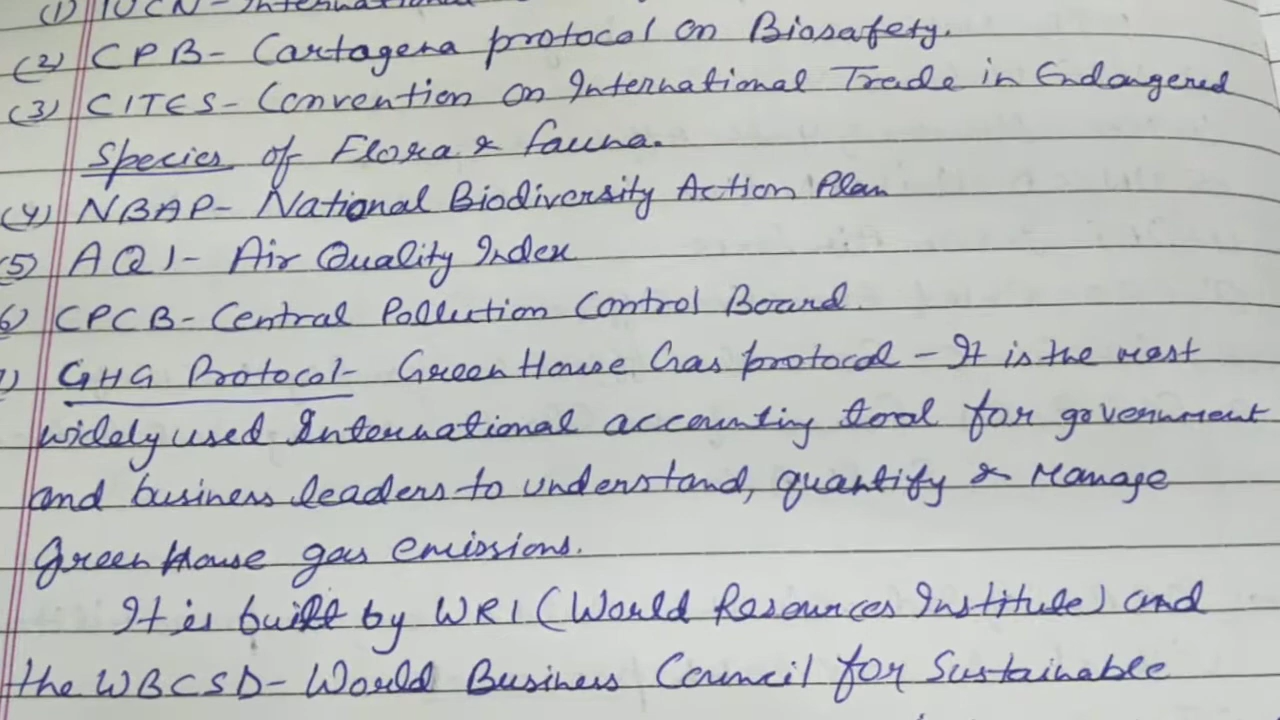 (1) IUCN - International
(2) CPB - Cartagena protocal on Biosafety.
(3) CITES - Convention on International Trade in Endangered
Species of Flora & fauna.
(4) NBAP - National Biodiversity Action Plan
(5) AQI - Air Quality Index
6) CPCB - Central Pollution Control Board.
) GHG Protocol - Green House Gas protocol - It is the most
widely used International accounting tool for government
and business leaders to understand, quantify & Manage
Green House gas emissions.
It is built by WRI (World Resources Institute) and
the WBCSD - World Business Council for Sustainable